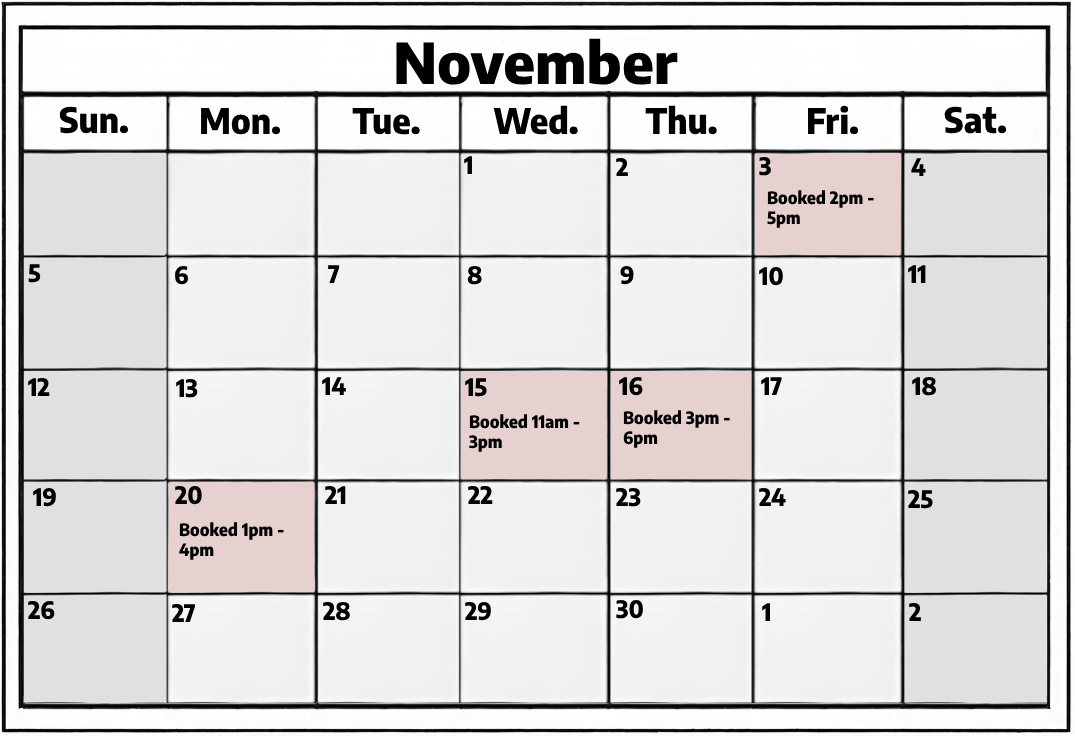 November
Sun. Mon. Tue. Wed. Thu. Fri. Sat.
1 2 3 4
Booked 2pm -
5pm
5 6 7 8 9 10 11
12 13 14 15 16 17 18
Booked 11am -
3pm
Booked 3pm -
6pm
19 20 21 22 23 24 25
Booked 1pm -
4pm
26 27 28 29 30 1 2